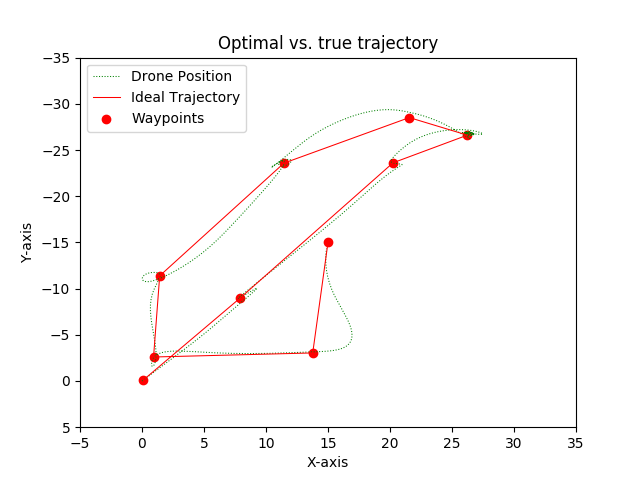 Optimal vs. true trajectory
Drone Position
Ideal Trajectory
Waypoints
Y-axis
−35
−30
−25
−20
−15
−10
−5
0
5
−5 0 5 10 15 20 25 30 35
X-axis